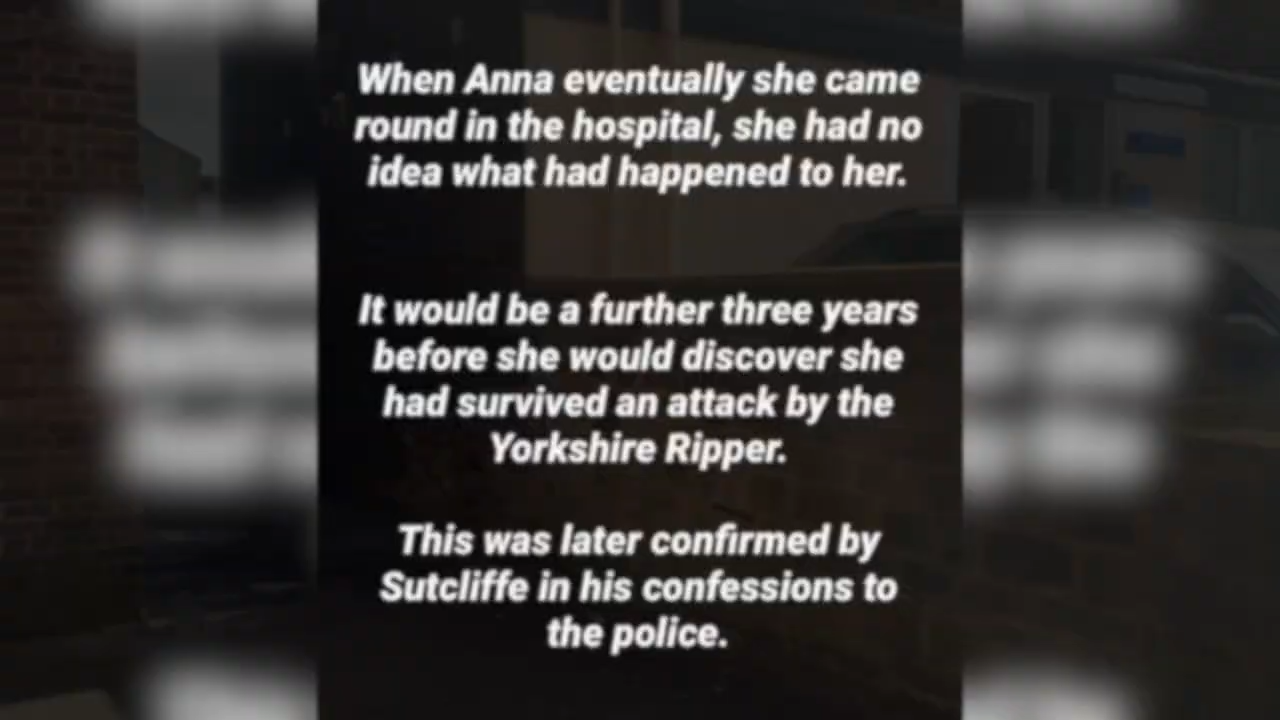 When Anna eventually she came
round in the hospital, she had no
idea what had happened to her.
It would be a further three years
before she would discover she
had survived an attack by the
Yorkshire Ripper.
This was later confirmed by
Sutcliffe in his confessions to
the police.